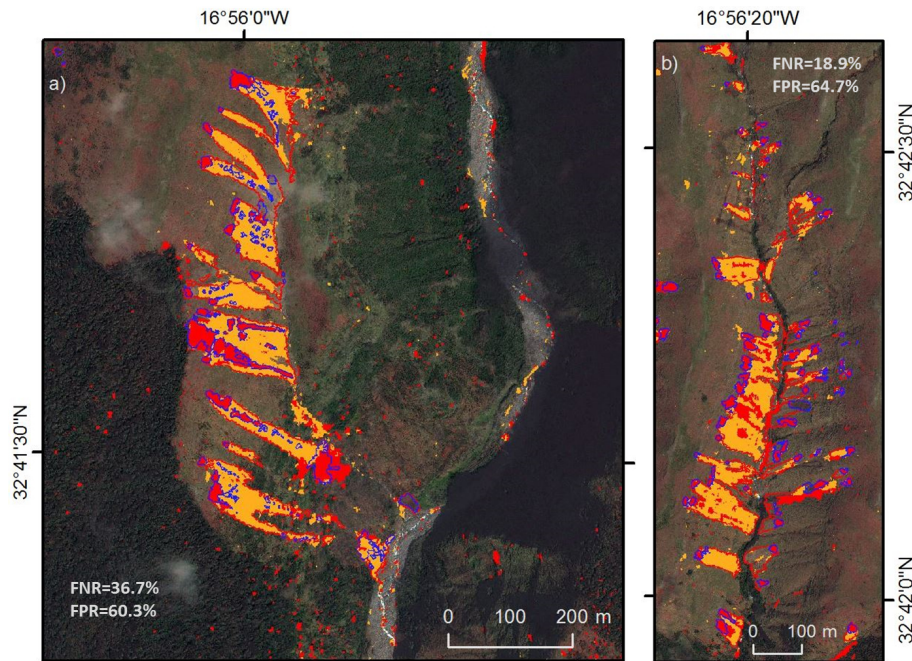 16°56'0"W
16°56'20"W
a)
b)
FNR=18.9%
FPR=64.7%
32°42'30"N
32°41'30"N
FNR=36.7%
FPR=60.3%
0 100 200 m
0 100 m
32°42'0"N